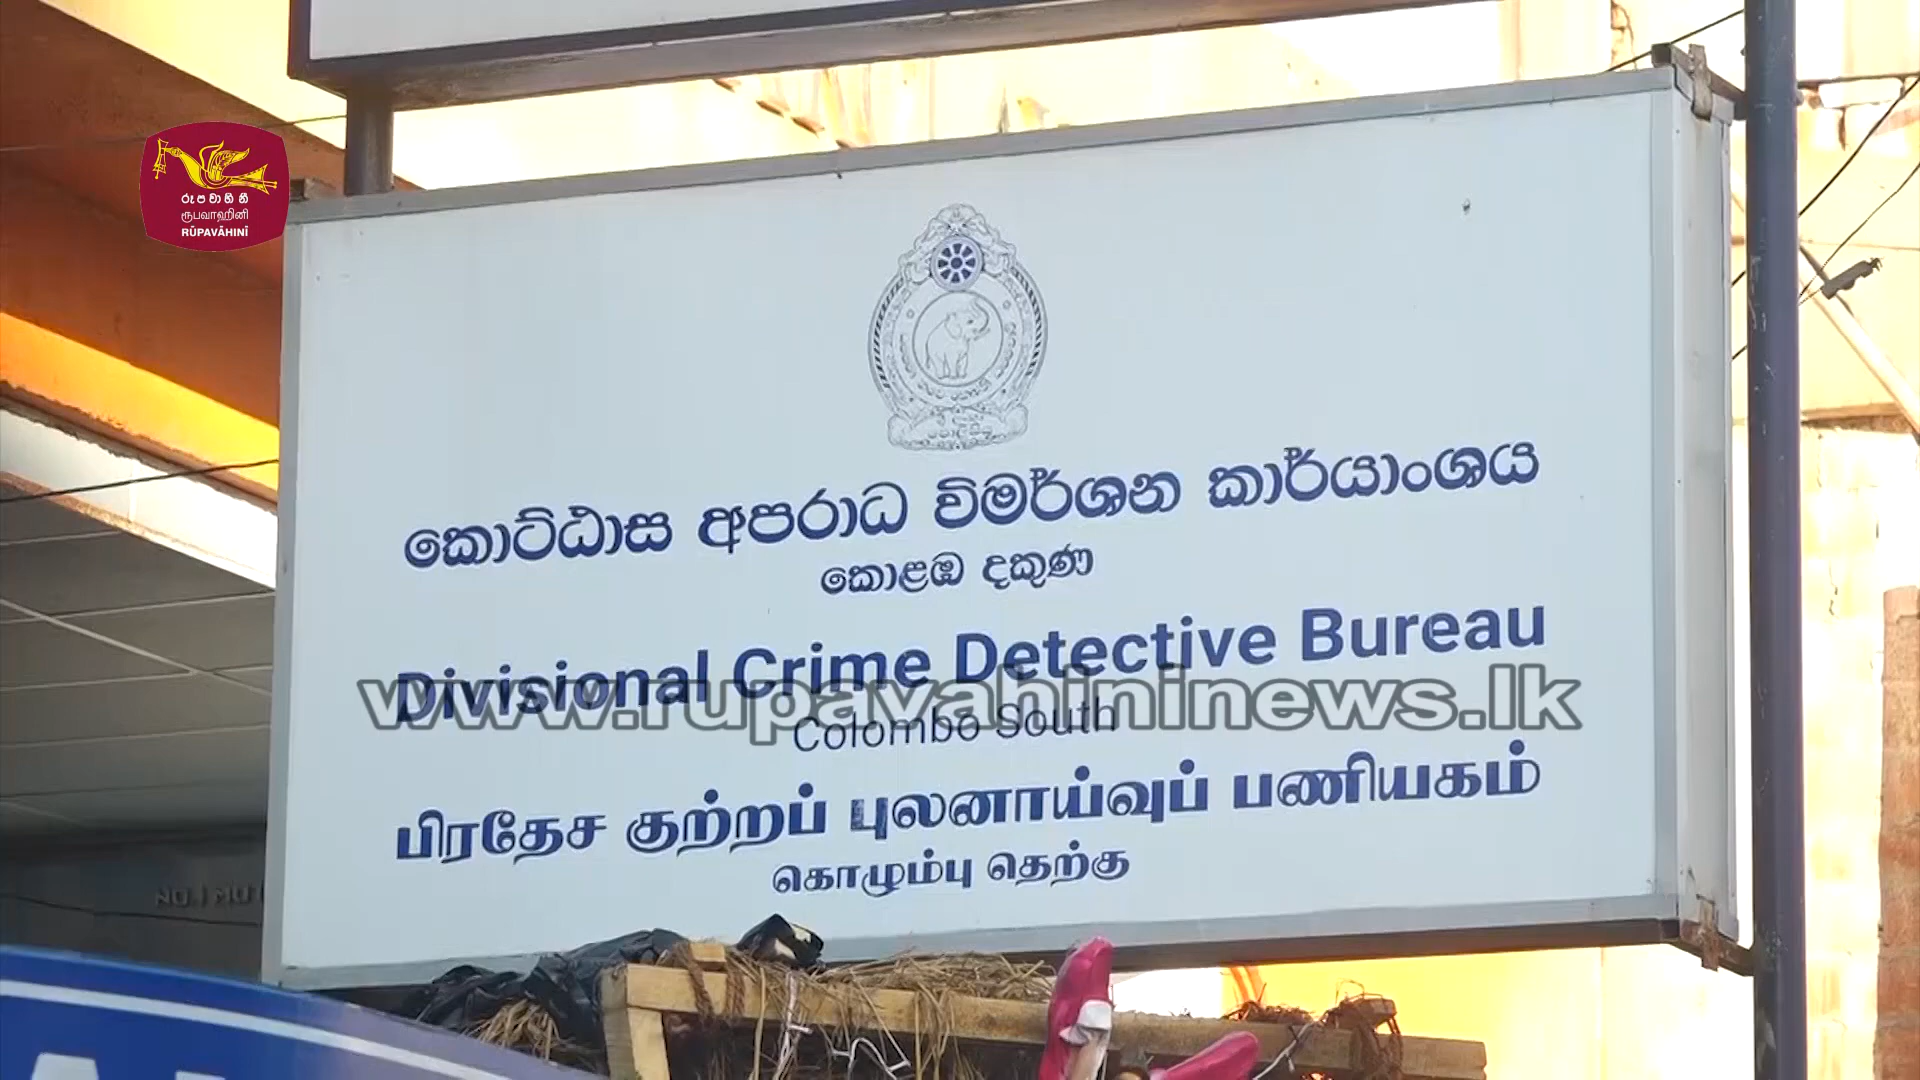 රූපවාහිනී
ரூபவாஹினி
RŪPAVĀHINĪ
කොට්ඨාස අපරාධ විමර්ශන කාර්යාංශය
කොළඹ දකුණ
Divisional Crime Detective Bureau
www.rupavahininews.lk
Colombo South
பிரதேச குற்றப் புலனாய்வுப் பணியகம்
கொழும்பு தெற்கு